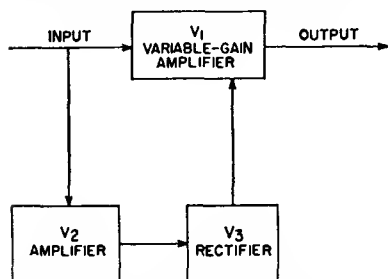 INPUT
V1
VARIABLE-GAIN
AMPLIFIER
OUTPUT
V2
AMPLIFIER
V3
RECTIFIER